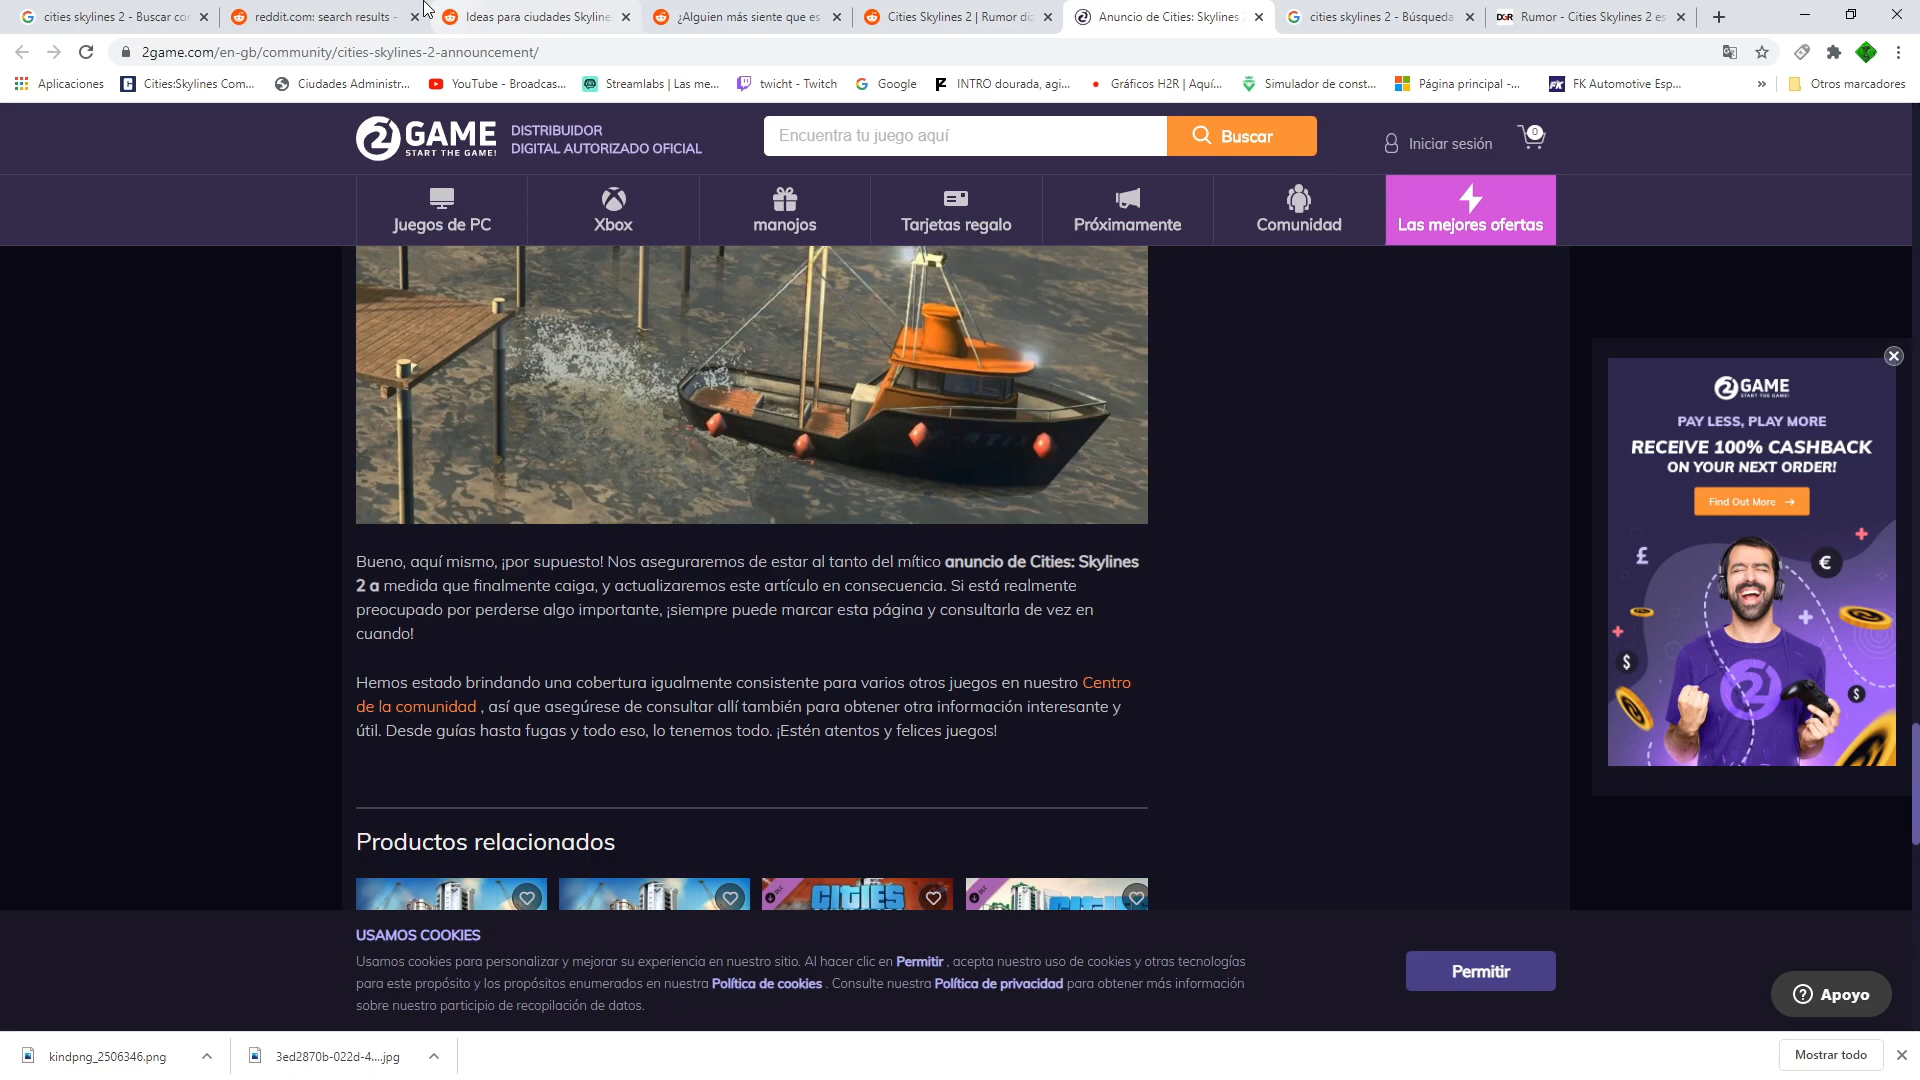 cities skylines 2 - Buscar co
reddit.com: search results -
Ideas para ciudades Skyline
¿Alguien más siente que es
Cities Skylines 2 | Rumor di
Anuncio de Cities: Skylines
cities skylines 2 - Búsqueda
DGR Rumor - Cities Skylines 2 es
2game.com/en-gb/community/cities-skylines-2-announcement/
Aplicaciones
Cities:Skylines Com...
Ciudades Administr...
YouTube - Broadcas...
Streamlabs | Las me...
twicht - Twitch
Google
INTRO dourada, agi...
Gráficos H2R | Aquí...
Simulador de const...
Página principal -...
FK FK Automotive Esp...
»
Otros marcadores
2GAME
START THE GAME!
DISTRIBUIDOR
DIGITAL AUTORIZADO OFICIAL
Encuentra tu juego aquí
Buscar
Iniciar sesión
0
Juegos de PC
Xbox
manojos
Tarjetas regalo
Próximamente
Comunidad
Las mejores ofertas
Bueno, aquí mismo, ¡por supuesto! Nos aseguraremos de estar al tanto del mítico anuncio de Cities: Skylines
2 a medida que finalmente caiga, y actualizaremos este artículo en consecuencia. Si está realmente
preocupado por perderse algo importante, ¡siempre puede marcar esta página y consultarla de vez en
cuando!
Hemos estado brindando una cobertura igualmente consistente para varios otros juegos en nuestro Centro
de la comunidad , así que asegúrese de consultar allí también para obtener otra información interesante y
útil. Desde guías hasta fugas y todo eso, lo tenemos todo. ¡Estén atentos y felices juegos!
Productos relacionados
DLC
CITIES
DLC
2GAME
START THE GAME!
PAY LESS, PLAY MORE
RECEIVE 100% CASHBACK
ON YOUR NEXT ORDER!
Find Out More →
£
€
$
$
USAMOS COOKIES
Usamos cookies para personalizar y mejorar su experiencia en nuestro sitio. Al hacer clic en Permitir , acepta nuestro uso de cookies y otras tecnologías
para este propósito y los propósitos enumerados en nuestra Política de cookies . Consulte nuestra Política de privacidad para obtener más información
sobre nuestro participio de recopilación de datos.
Permitir
Apoyo
kindpng_2506346.png
3ed2870b-022d-4....jpg
Mostrar todo